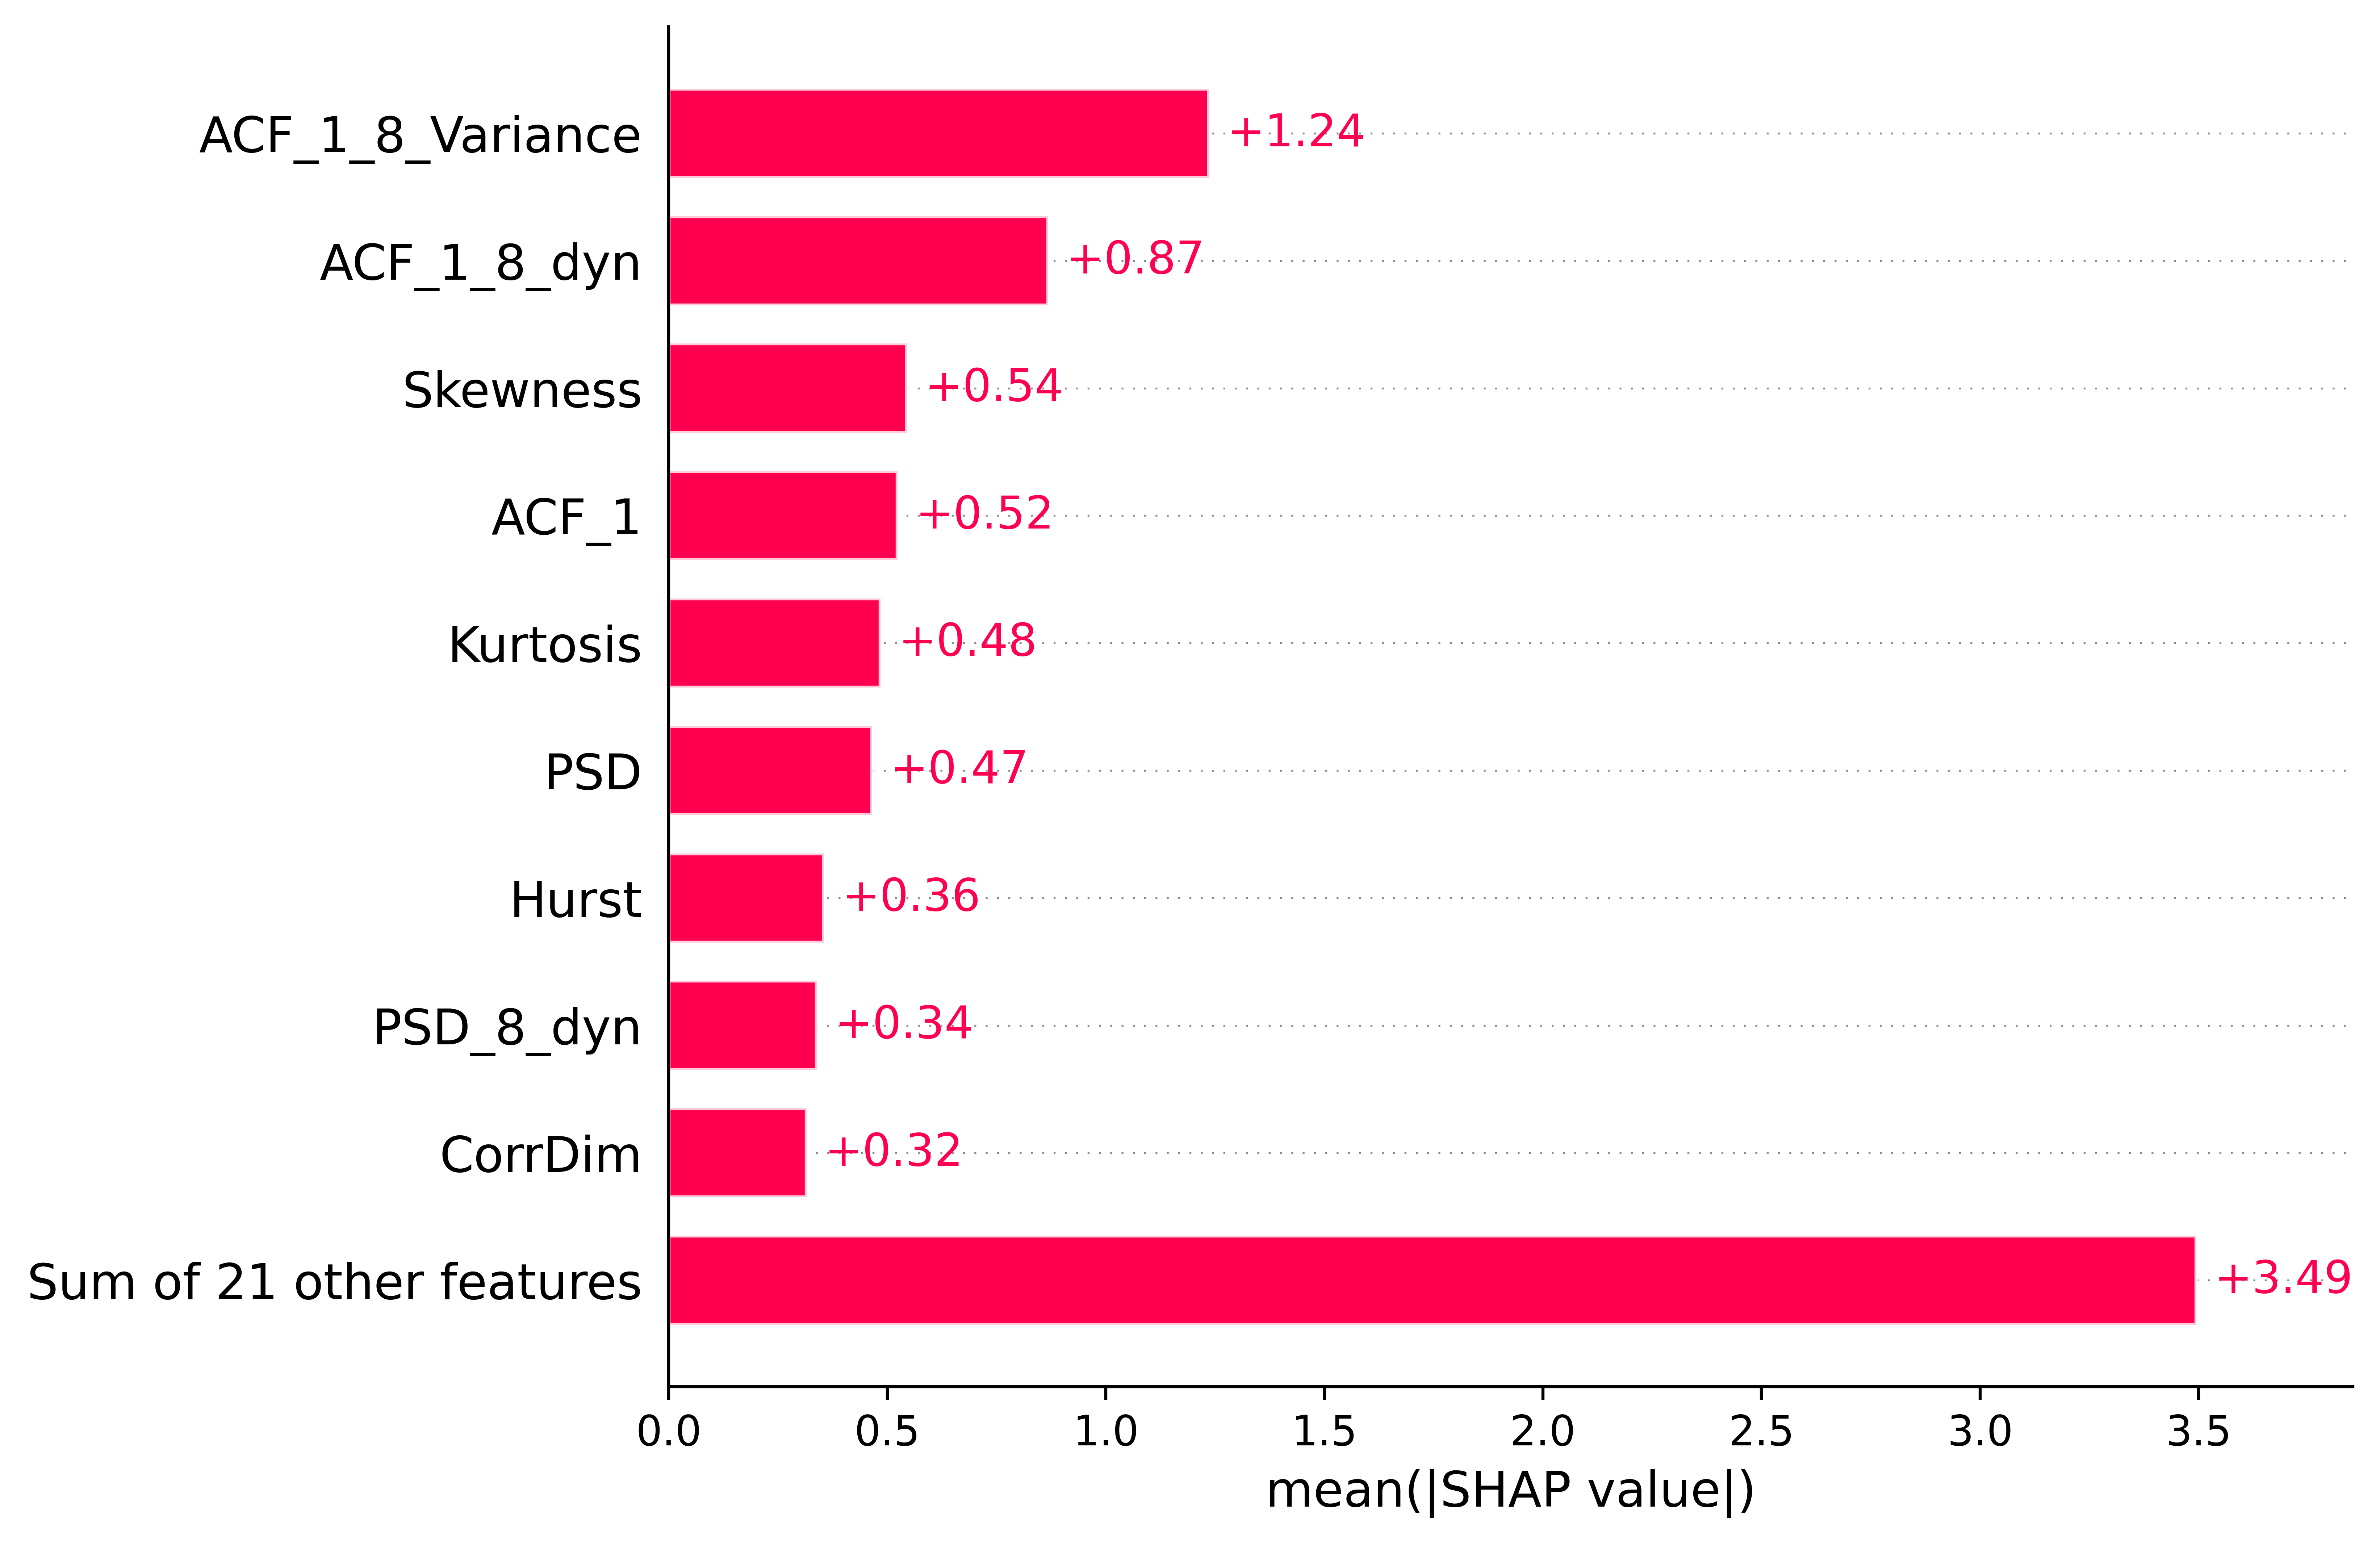 ACF_1_8_Variance +1.24
ACF_1_8_dyn +0.87
Skewness +0.54
ACF_1 +0.52
Kurtosis +0.48
PSD +0.47
Hurst +0.36
PSD_8_dyn +0.34
CorrDim +0.32
Sum of 21 other features +3.49
0.0 0.5 1.0 1.5 2.0 2.5 3.0 3.5
mean(|SHAP value|)